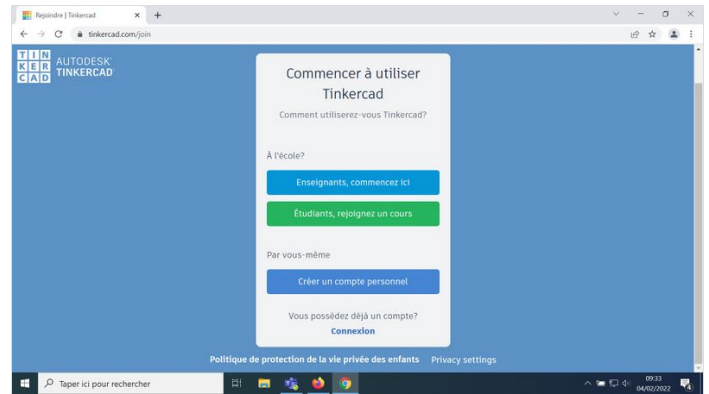 Rejoindre | Tinkercad
tinkercad.com/join
TIN
KER
CAD
AUTODESK
TINKERCAD
Commencer à utiliser
Tinkercad
Comment utiliserez-vous Tinkercad?
À l'école?
Enseignants, commencez ici
Étudiants, rejoignez un cours
Par vous-même
Créer un compte personnel
Vous possédez déjà un compte?
Connexion
Politique de protection de la vie privée des enfants Privacy settings
Taper ici pour rechercher
09:33
04/02/2022
4